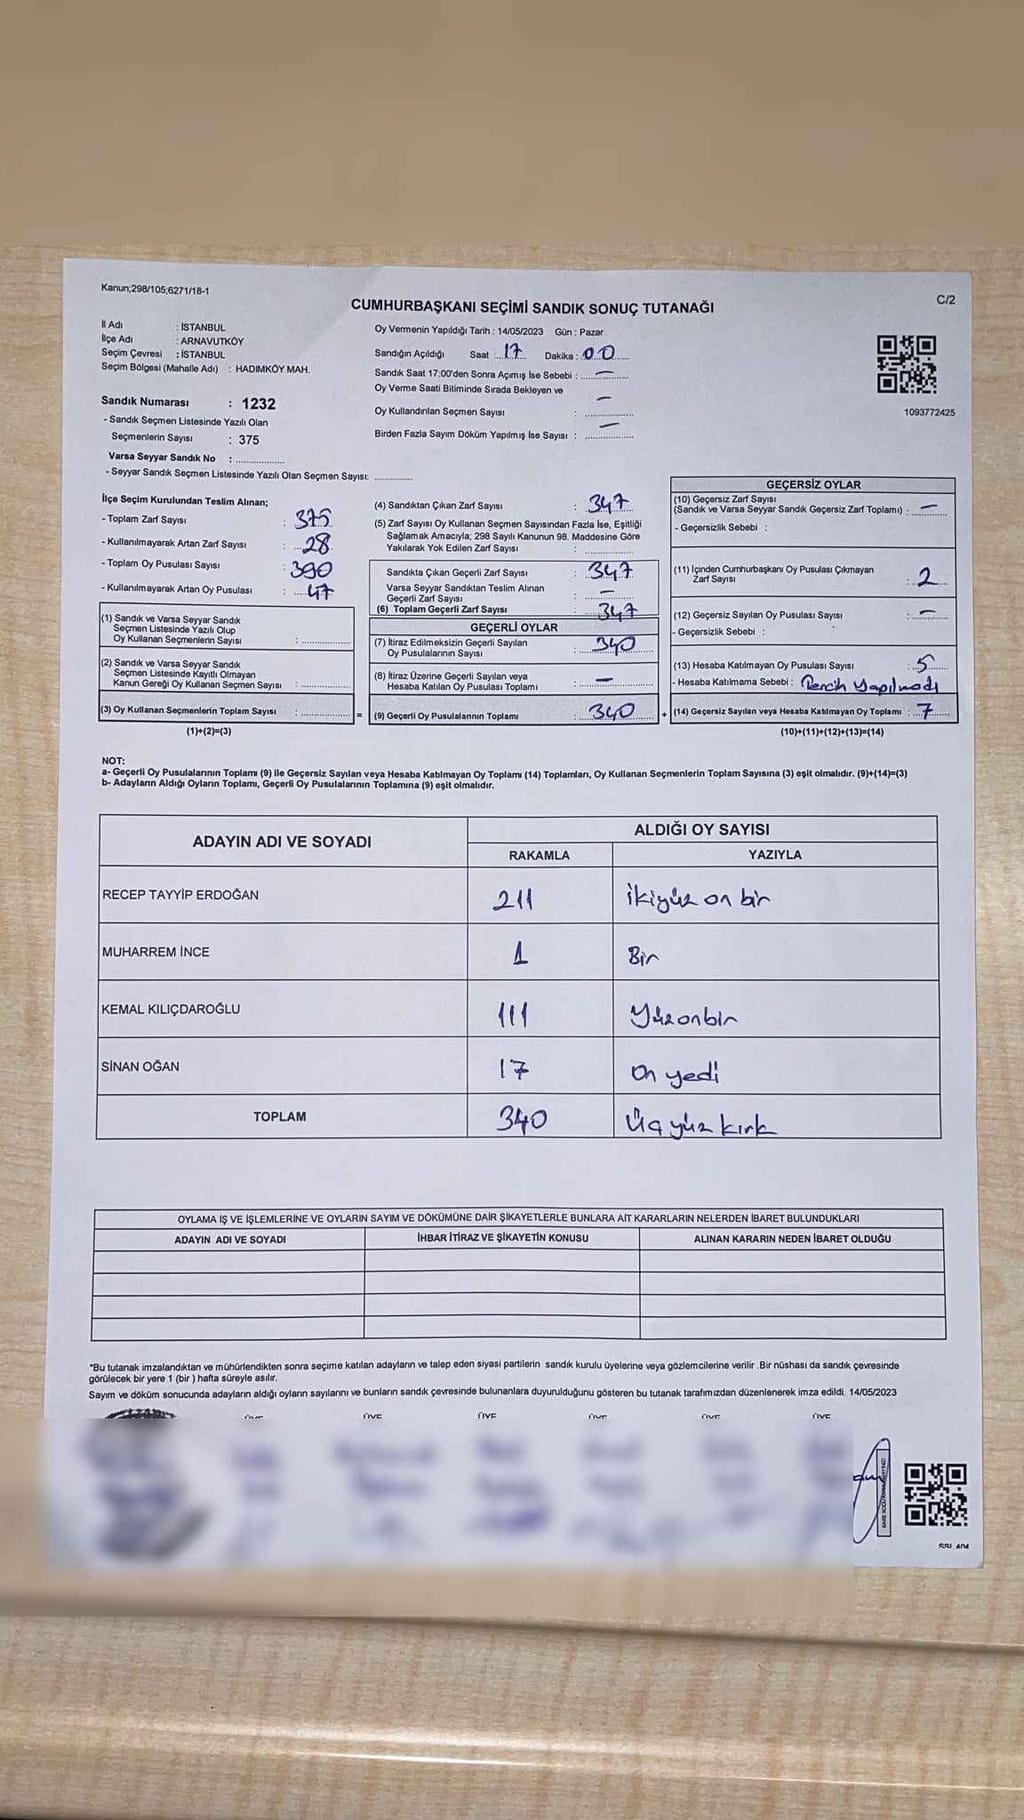 Kanun;298/105;6271/18-1
C/2
CUMHURBAŞKANI SEÇİMİ SANDIK SONUÇ TUTANAĞI
İl Adı : İSTANBUL
İlçe Adı : ARNAVUTKÖY
Seçim Çevresi : İSTANBUL
Seçim Bölgesi (Mahalle Adı) : HADIMKÖY MAH.
Sandık Numarası : 1232
- Sandık Seçmen Listesinde Yazılı Olan
Seçmenlerin Sayısı : 375
Varsa Seyyar Sandık No :
- Seyyar Sandık Seçmen Listesinde Yazılı Olan Seçmen Sayısı:
Oy Vermenin Yapıldığı Tarih : 14/05/2023 Gün : Pazar
Sandığın Açıldığı Saat : 17 Dakika : 00
Sandık Saat 17:00'den Sonra Açımış İse Sebebi : —
Oy Verme Saati Bitiminde Sırada Bekleyen ve
Oy Kullandırılan Seçmen Sayısı : —
Birden Fazla Sayım Döküm Yapılmış İse Sayısı : —
1093772425
İlçe Seçim Kurulundan Teslim Alınan;
- Toplam Zarf Sayısı : 375
- Kullanılmayarak Artan Zarf Sayısı : 28
- Toplam Oy Pusulası Sayısı : 390
- Kullanılmayarak Artan Oy Pusulası : 47
(1) Sandık ve Varsa Seyyar Sandık
Seçmen Listesinde Yazılı Olup
Oy Kullanan Seçmenlerin Sayısı :
(2) Sandık ve Varsa Seyyar Sandık
Seçmen Listesinde Kayıtlı Olmayan
Kanun Gereği Oy Kullanan Seçmen Sayısı :
(3) Oy Kullanan Seçmenlerin Toplam Sayısı : =
(1)+(2)=(3)
(4) Sandıktan Çıkan Zarf Sayısı : 347
(5) Zarf Sayısı Oy Kullanan Seçmen Sayısından Fazla İse, Eşitliği
Sağlamak Amacıyla; 298 Sayılı Kanunun 98. Maddesine Göre
Yakılarak Yok Edilen Zarf Sayısı :
Sandıkta Çıkan Geçerli Zarf Sayısı : 347
Varsa Seyyar Sandıktan Teslim Alınan
Geçerli Zarf Sayısı : —
(6) Toplam Geçerli Zarf Sayısı : 347
GEÇERLİ OYLAR
(7) İtiraz Edilmeksizin Geçerli Sayılan
Oy Pusulalarının Sayısı : 340
(8) İtiraz Üzerine Geçerli Sayılan veya
Hesaba Katılan Oy Pusulası Toplamı : —
(9) Geçerli Oy Pusulalarının Toplamı : 340 +
GEÇERSİZ OYLAR
(10) Geçersiz Zarf Sayısı
(Sandık ve Varsa Seyyar Sandık Geçersiz Zarf Toplamı) : —
- Geçersizlik Sebebi :
(11) İçinden Cumhurbaşkanı Oy Pusulası Çıkmayan
Zarf Sayısı : 2
(12) Geçersiz Sayılan Oy Pusulası Sayısı : —
- Geçersizlik Sebebi :
(13) Hesaba Katılmayan Oy Pusulası Sayısı : 5
- Hesaba Katılmama Sebebi : Tercih Yapılmadı
(14) Geçersiz Sayılan veya Hesaba Katılmayan Oy Toplamı : 7
(10)+(11)+(12)+(13)=(14)
NOT:
a- Geçerli Oy Pusulalarının Toplamı (9) ile Geçersiz Sayılan veya Hesaba Katılmayan Oy Toplamı (14) Toplamları, Oy Kullanan Seçmenlerin Toplam Sayısına (3) eşit olmalıdır. (9)+(14)=(3)
b- Adayların Aldığı Oyların Toplamı, Geçerli Oy Pusulalarının Toplamına (9) eşit olmalıdır.
ADAYIN ADI VE SOYADI
ALDIĞI OY SAYISI
RAKAMLA YAZIYLA
RECEP TAYYİP ERDOĞAN 211 İkiyüz on bir
MUHARREM İNCE 1 Bir
KEMAL KILIÇDAROĞLU 111 Yüzonbir
SİNAN OĞAN 17 On yedi
TOPLAM 340 Üçyüz kırk
OYLAMA İŞ VE İŞLEMLERİNE VE OYLARIN SAYIM VE DÖKÜMÜNE DAİR ŞİKAYETLERLE BUNLARA AİT KARARLARIN NELERDEN İBARET BULUNDUKLARI
ADAYIN ADI VE SOYADI İHBAR İTİRAZ VE ŞİKAYETİN KONUSU ALINAN KARARIN NEDEN İBARET OLDUĞU
*Bu tutanak imzalandıktan ve mühürlendikten sonra seçime katılan adayların ve talep eden siyasi partilerin sandık kurulu üyelerine veya gözlemcilerine verilir .Bir nüshası da sandık çevresinde
görülecek bir yere 1 (bir ) hafta süreyle asılır.
Sayım ve döküm sonucunda adayların aldığı oyların sayılarını ve bunların sandık çevresinde bulunanlara duyurulduğunu gösteren bu tutanak tarafımızdan düzenlenerek imza edildi. 14/05/2023
ÜYE ÜYE ÜYE ÜYE ÜYE ÜYE